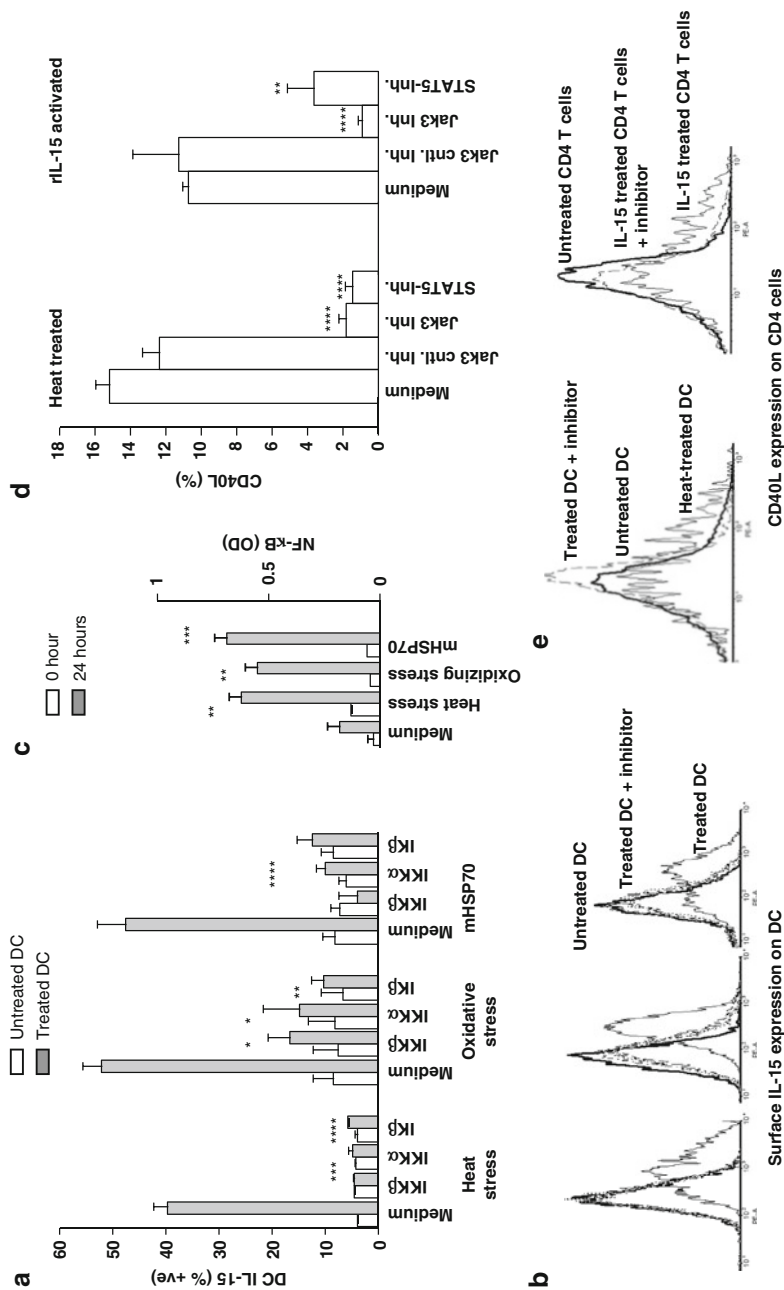 a
Untreated DC
Treated DC
DC IL-15 (% +ve)
60
50
40
30
20
10
0
Medium
IKKβ
IKKα
IKβ
Heat
stress
*** ****
Medium
IKKβ
IKKα
IKβ
Oxidative
stress
* * **
Medium
IKKβ
IKKα
IKβ
mHSP70
****
b
Untreated DC
Treated DC + inhibitor
Treated DC
PE-A
PE-A
PE-A
Surface IL-15 expression on DC
c
0 hour
24 hours
NF-κB (OD)
1
0.5
0
Medium
Heat stress
Oxidizing stress
mHSP70
** ** ***
d
Heat treated
rIL-15 activated
CD40L (%)
18
16
14
12
10
8
6
4
2
0
Medium
Jak3 cntl. Inh.
Jak3 Inh.
STAT5-Inh.
**** ****
Medium
Jak3 cntl. Inh.
Jak3 Inh.
STAT5-Inh.
**** **
e
Treated DC + inhibitor
Untreated DC
Heat-treated DC
PE-A
Untreated CD4 T cells
IL-15 treated CD4 T cells
+ inhibitor
IL-15 treated CD4 T cells
PE-A
CD40L expression on CD4 cells